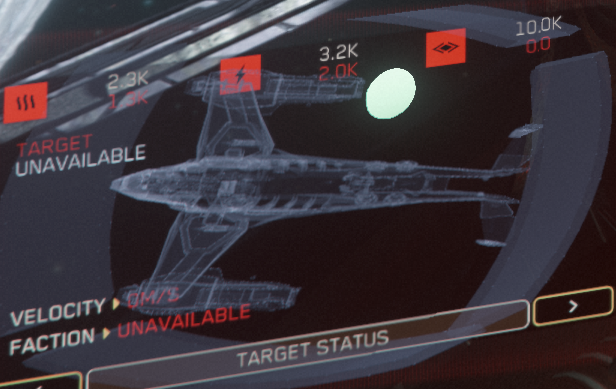 2.3K
3.2K
2.0K
10.0K
0.0
TARGET
UNAVAILABLE
VELOCITY 0M/S
FACTION UNAVAILABLE
TARGET STATUS